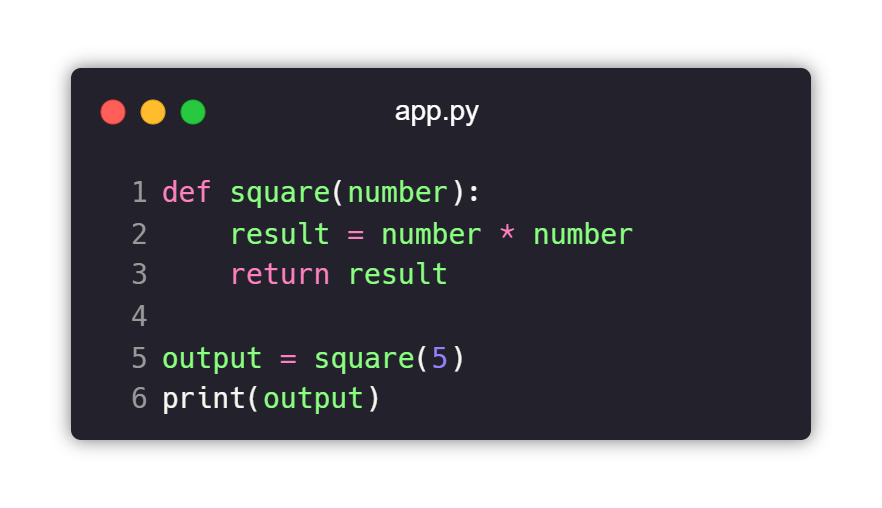 app.py
1 def square(number):
2     result = number * number
3     return result
4
5 output = square(5)
6 print(output)